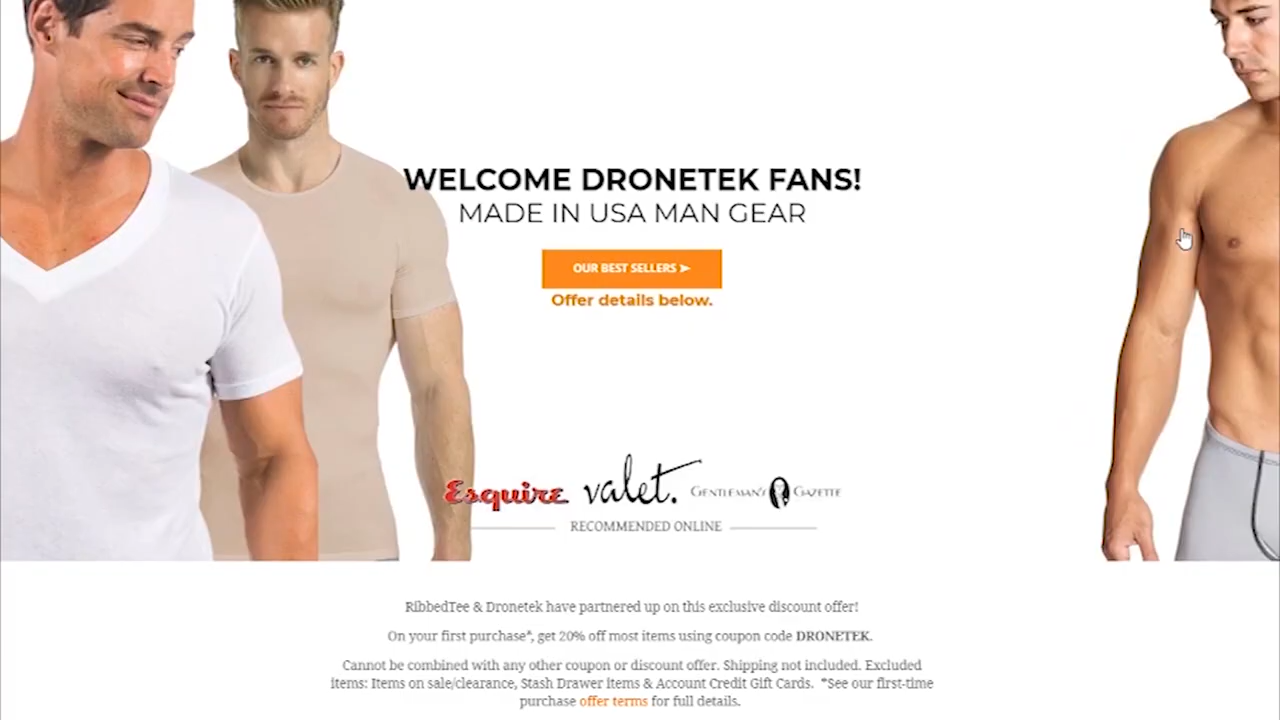 WELCOME DRONETEK FANS!
MADE IN USA MAN GEAR
OUR BEST SELLERS ➤
Offer details below.
Esquire valet. GENTLEMAN'S GAZETTE
RECOMMENDED ONLINE
RibbedTee & Dronetek have partnered up on this exclusive discount offer!
On your first purchase*, get 20% off most items using coupon code DRONETEK.
Cannot be combined with any other coupon or discount offer. Shipping not included. Excluded
items: Items on sale/clearance, Stash Drawer items & Account Credit Gift Cards. *See our first-time
purchase offer terms for full details.